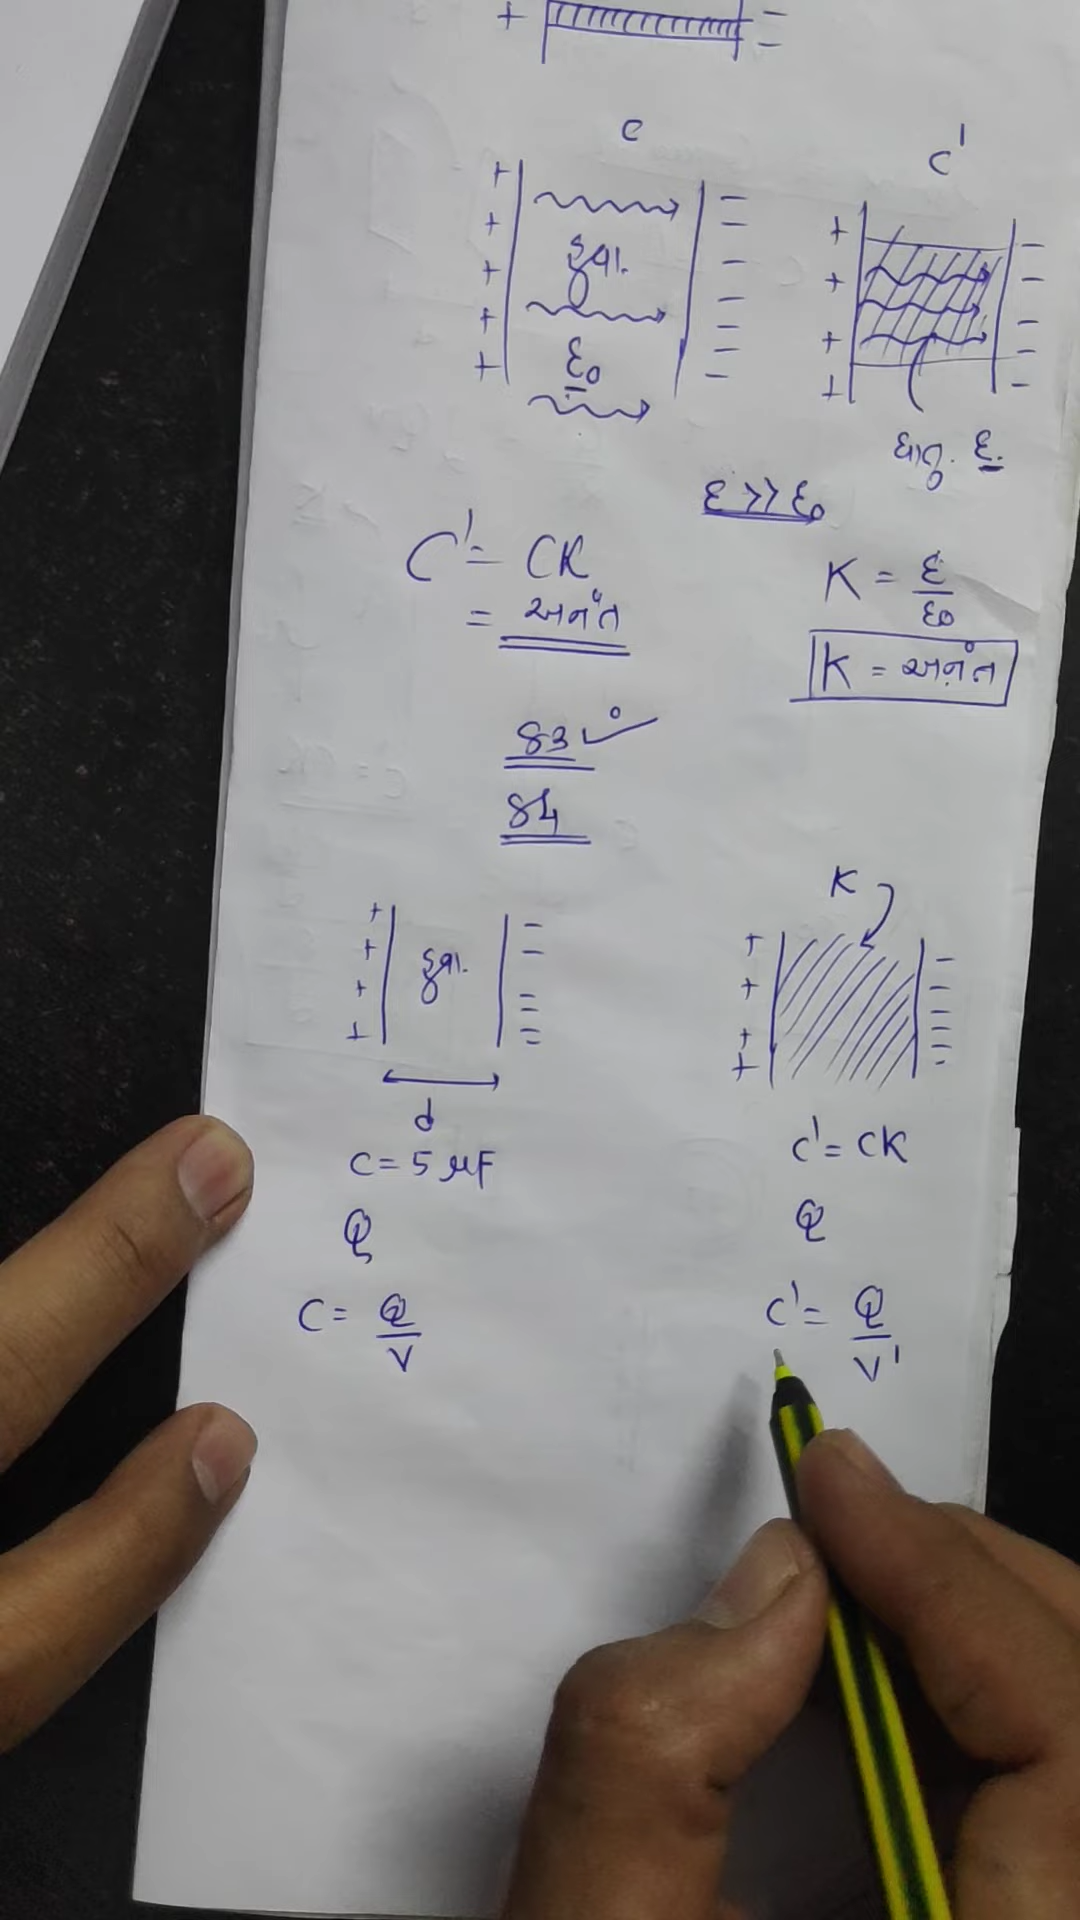 C
C'
હવા.
ε₀
ધાતુ. ε.
ε >> ε₀
C' = CK
= અનંત
K = ε/ε₀
K = અનંત
83
84
K
હવા.
d
C = 5 μF
C' = CK
Q
Q
C = Q/V
C' = Q/V'